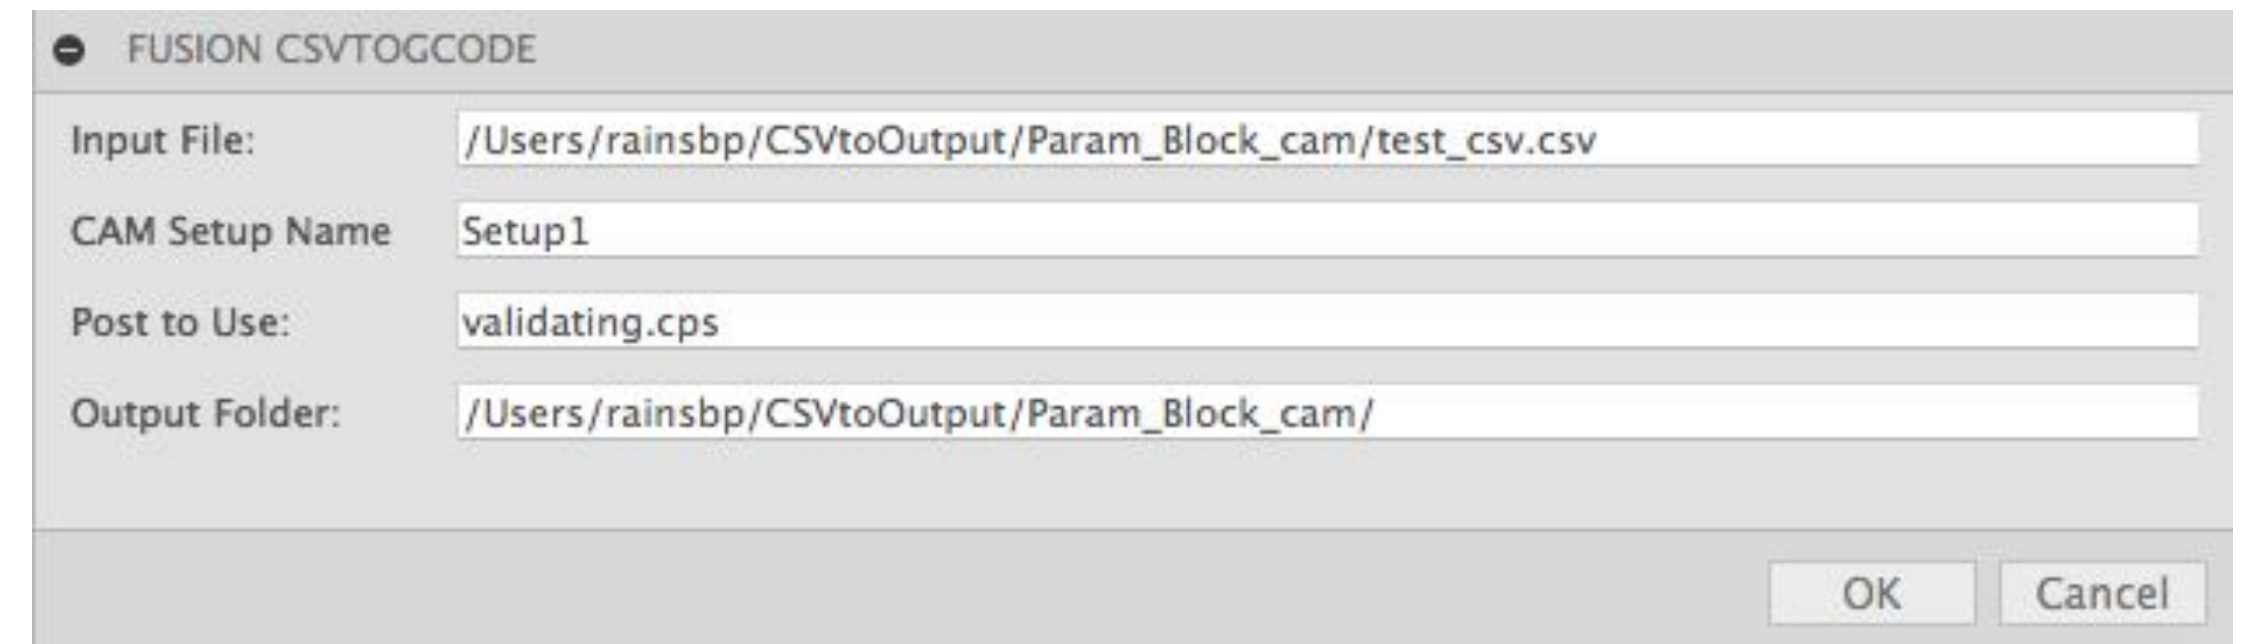 FUSION CSVTOGCODE
Input File: /Users/rainsbp/CSVtoOutput/Param_Block_cam/test_csv.csv
CAM Setup Name Setup1
Post to Use: validating.cps
Output Folder: /Users/rainsbp/CSVtoOutput/Param_Block_cam/
OK Cancel